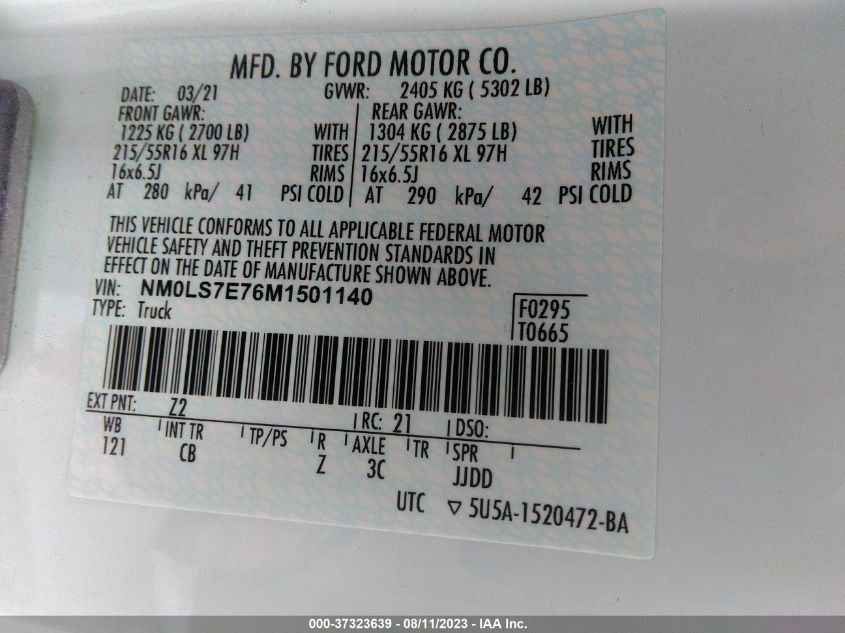 MFD. BY FORD MOTOR CO.
DATE: 03/21 GVWR: 2405 KG ( 5302 LB)
FRONT GAWR: REAR GAWR:
1225 KG ( 2700 LB) WITH 1304 KG ( 2875 LB) WITH
215/55R16 XL 97H TIRES 215/55R16 XL 97H TIRES
16x6.5J RIMS 16x6.5J RIMS
AT 280 kPa/ 41 PSI COLD AT 290 kPa/ 42 PSI COLD
THIS VEHICLE CONFORMS TO ALL APPLICABLE FEDERAL MOTOR
VEHICLE SAFETY AND THEFT PREVENTION STANDARDS IN
EFFECT ON THE DATE OF MANUFACTURE SHOWN ABOVE.
VIN: NM0LS7E76M1501140
TYPE: Truck
F0295
T0665
EXT PNT: Z2 RC: 21 DSO:
WB INT TR TP/PS R AXLE TR SPR
121 CB Z 3C JJDD
UTC ▽ 5U5A-1520472-BA
000-37323639 - 08/11/2023 - IAA Inc.